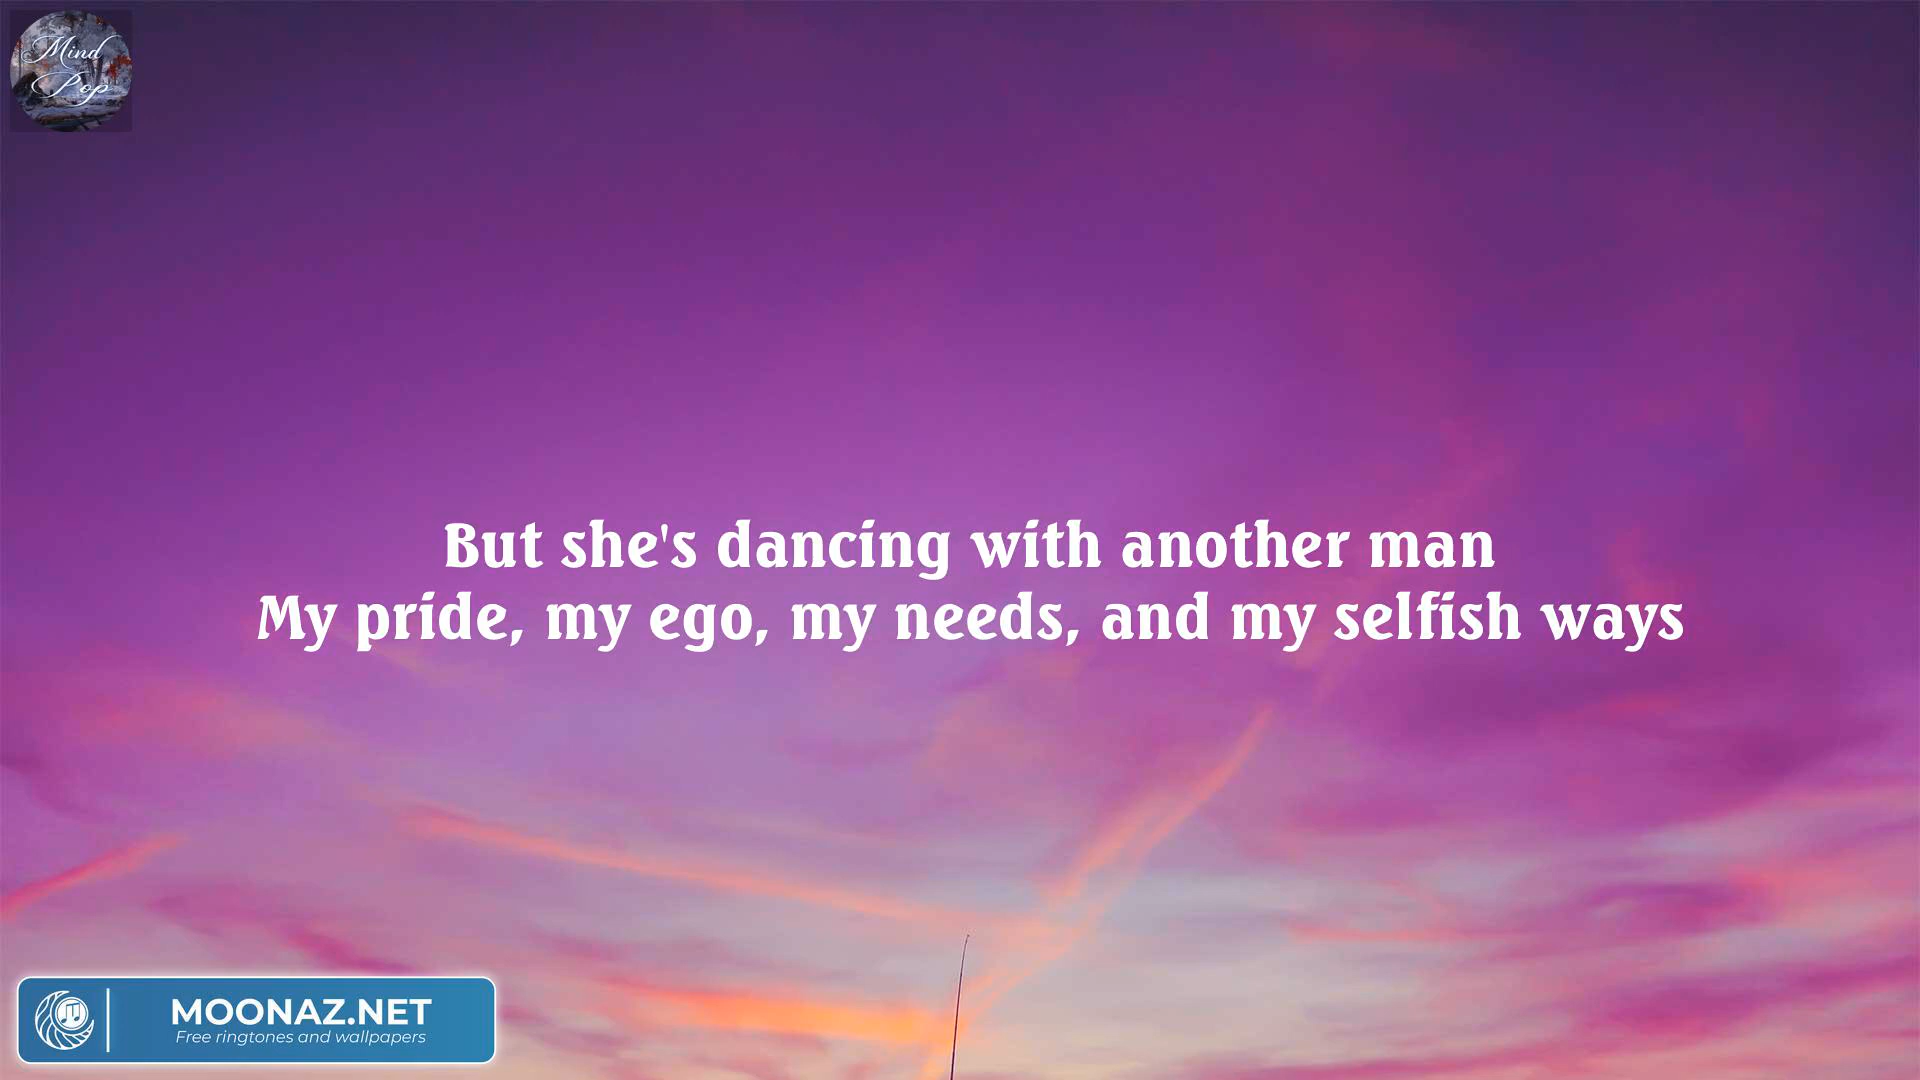 Mind
Pop
But she's dancing with another man
My pride, my ego, my needs, and my selfish ways
MOONAZ.NET
Free ringtones and wallpapers